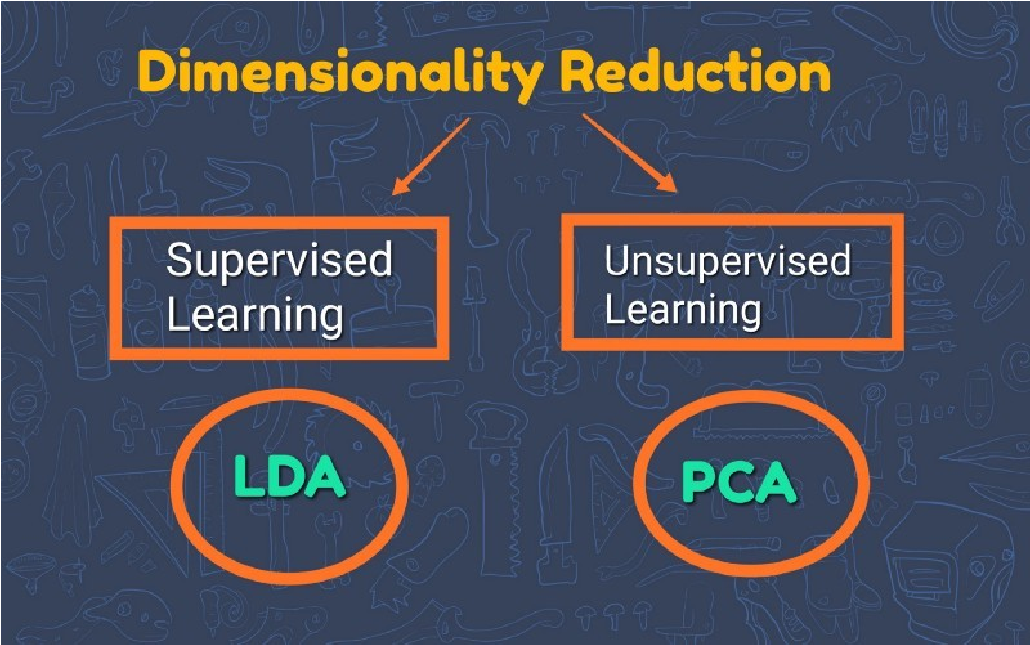 Dimensionality Reduction
Supervised
Learning
Unsupervised
Learning
LDA
PCA